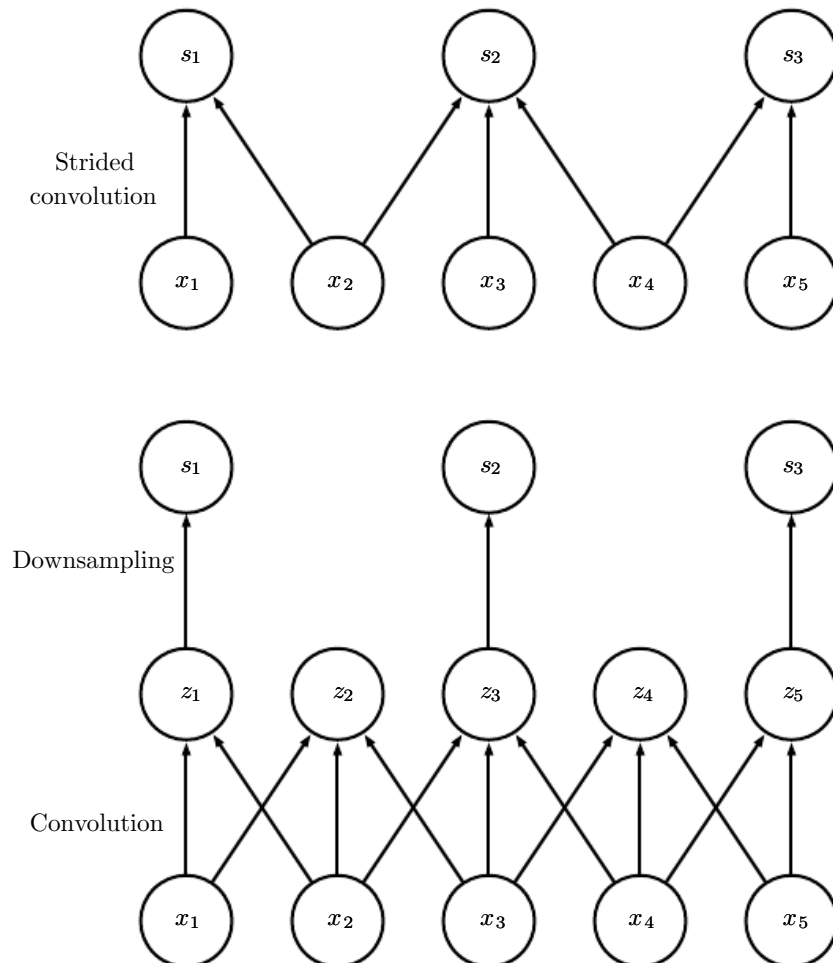 s₁ s₂ s₃
Strided
convolution
x₁ x₂ x₃ x₄ x₅
s₁ s₂ s₃
Downsampling
z₁ z₂ z₃ z₄ z₅
Convolution
x₁ x₂ x₃ x₄ x₅